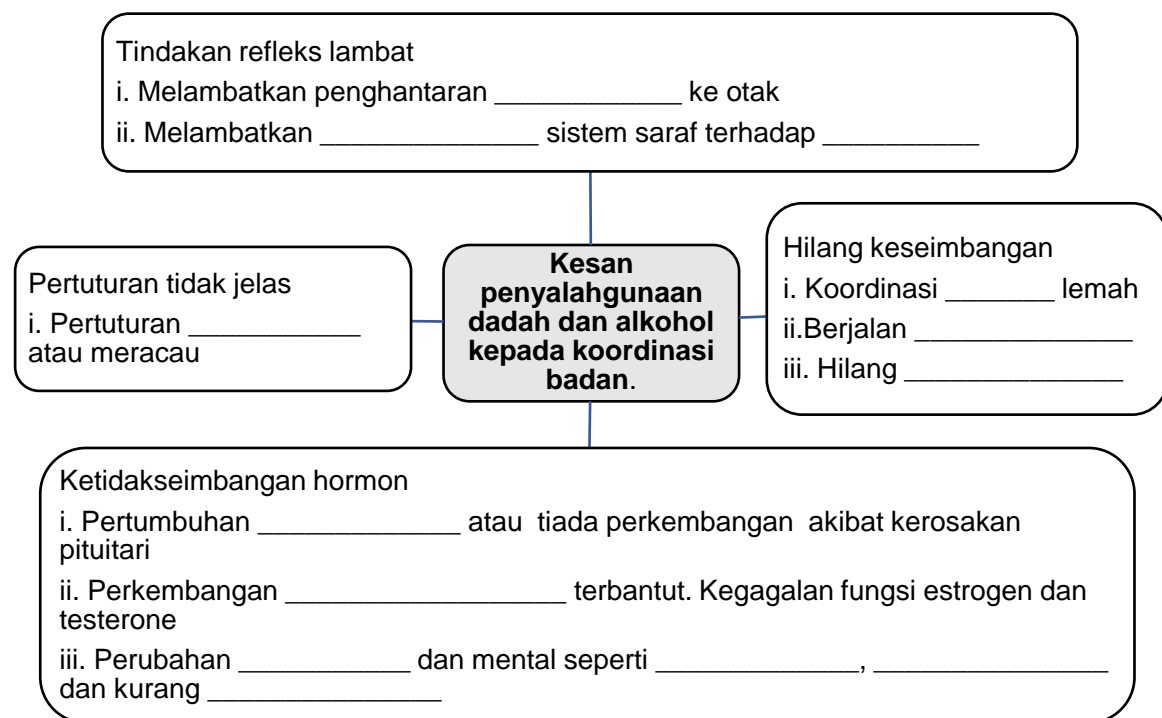 Tindakan refleks lambat
i. Melambatkan penghantaran ____________ ke otak
ii. Melambatkan ______________ sistem saraf terhadap __________
Pertuturan tidak jelas
i. Pertuturan ___________
atau meracau
Kesan
penyalahgunaan
dadah dan alkohol
kepada koordinasi
badan.
Hilang keseimbangan
i. Koordinasi _______ lemah
ii.Berjalan ______________
iii. Hilang ______________
Ketidakseimbangan hormon
i. Pertumbuhan _____________ atau tiada perkembangan akibat kerosakan
pituitari
ii. Perkembangan __________________ terbantut. Kegagalan fungsi estrogen dan
testerone
iii. Perubahan ___________ dan mental seperti _____________, _______________
dan kurang _______________